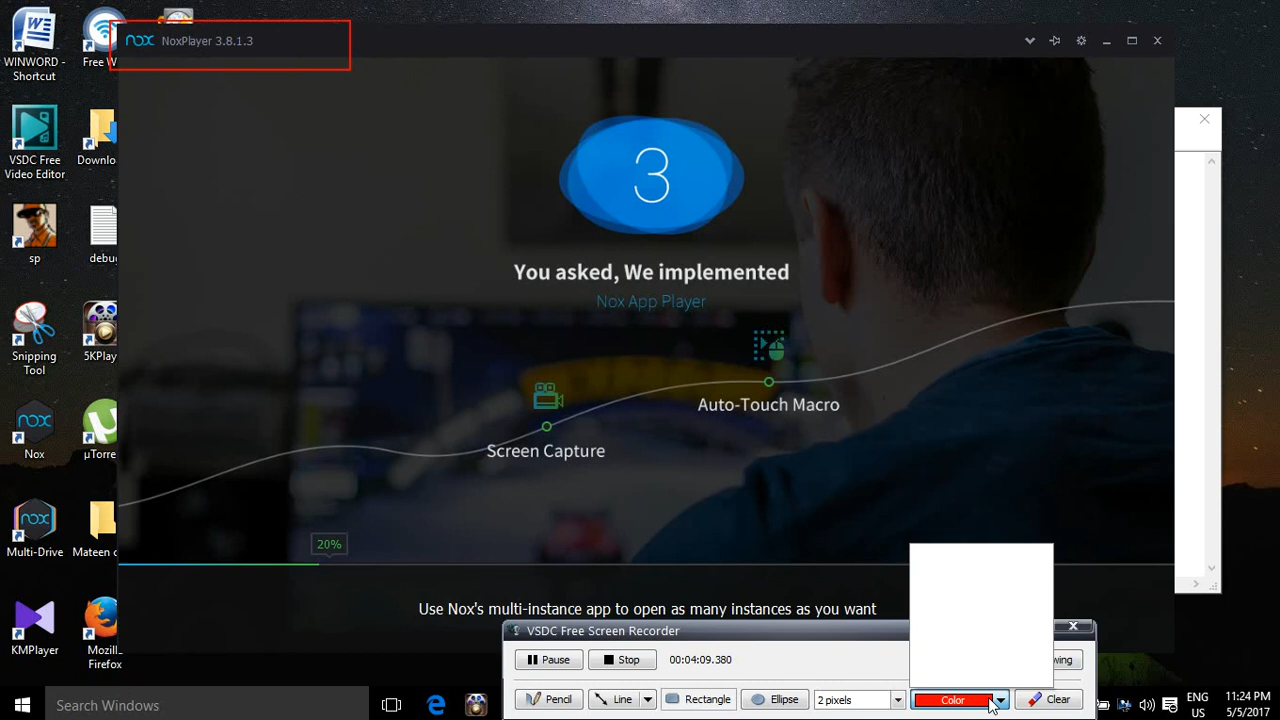 WINWORD -
Shortcut
Free W
nox NoxPlayer 3.8.1.3
VSDC Free
Video Editor
Downlo
3
sp
debu
You asked, We implemented
Nox App Player
Snipping
Tool
5KPlay
Auto-Touch Macro
Screen Capture
nox
Nox
µTorre
nox
Multi-Drive
Mateen
20%
Use Nox's multi-instance app to open as many instances as you want
KMPlayer
Mozil
Firefox
VSDC Free Screen Recorder
Pause
Stop
00:04:09.380
wing
Pencil
Line
Rectangle
Ellipse
2 pixels
Color
Clear
Search Windows
ENG
US
11:24 PM
5/5/2017